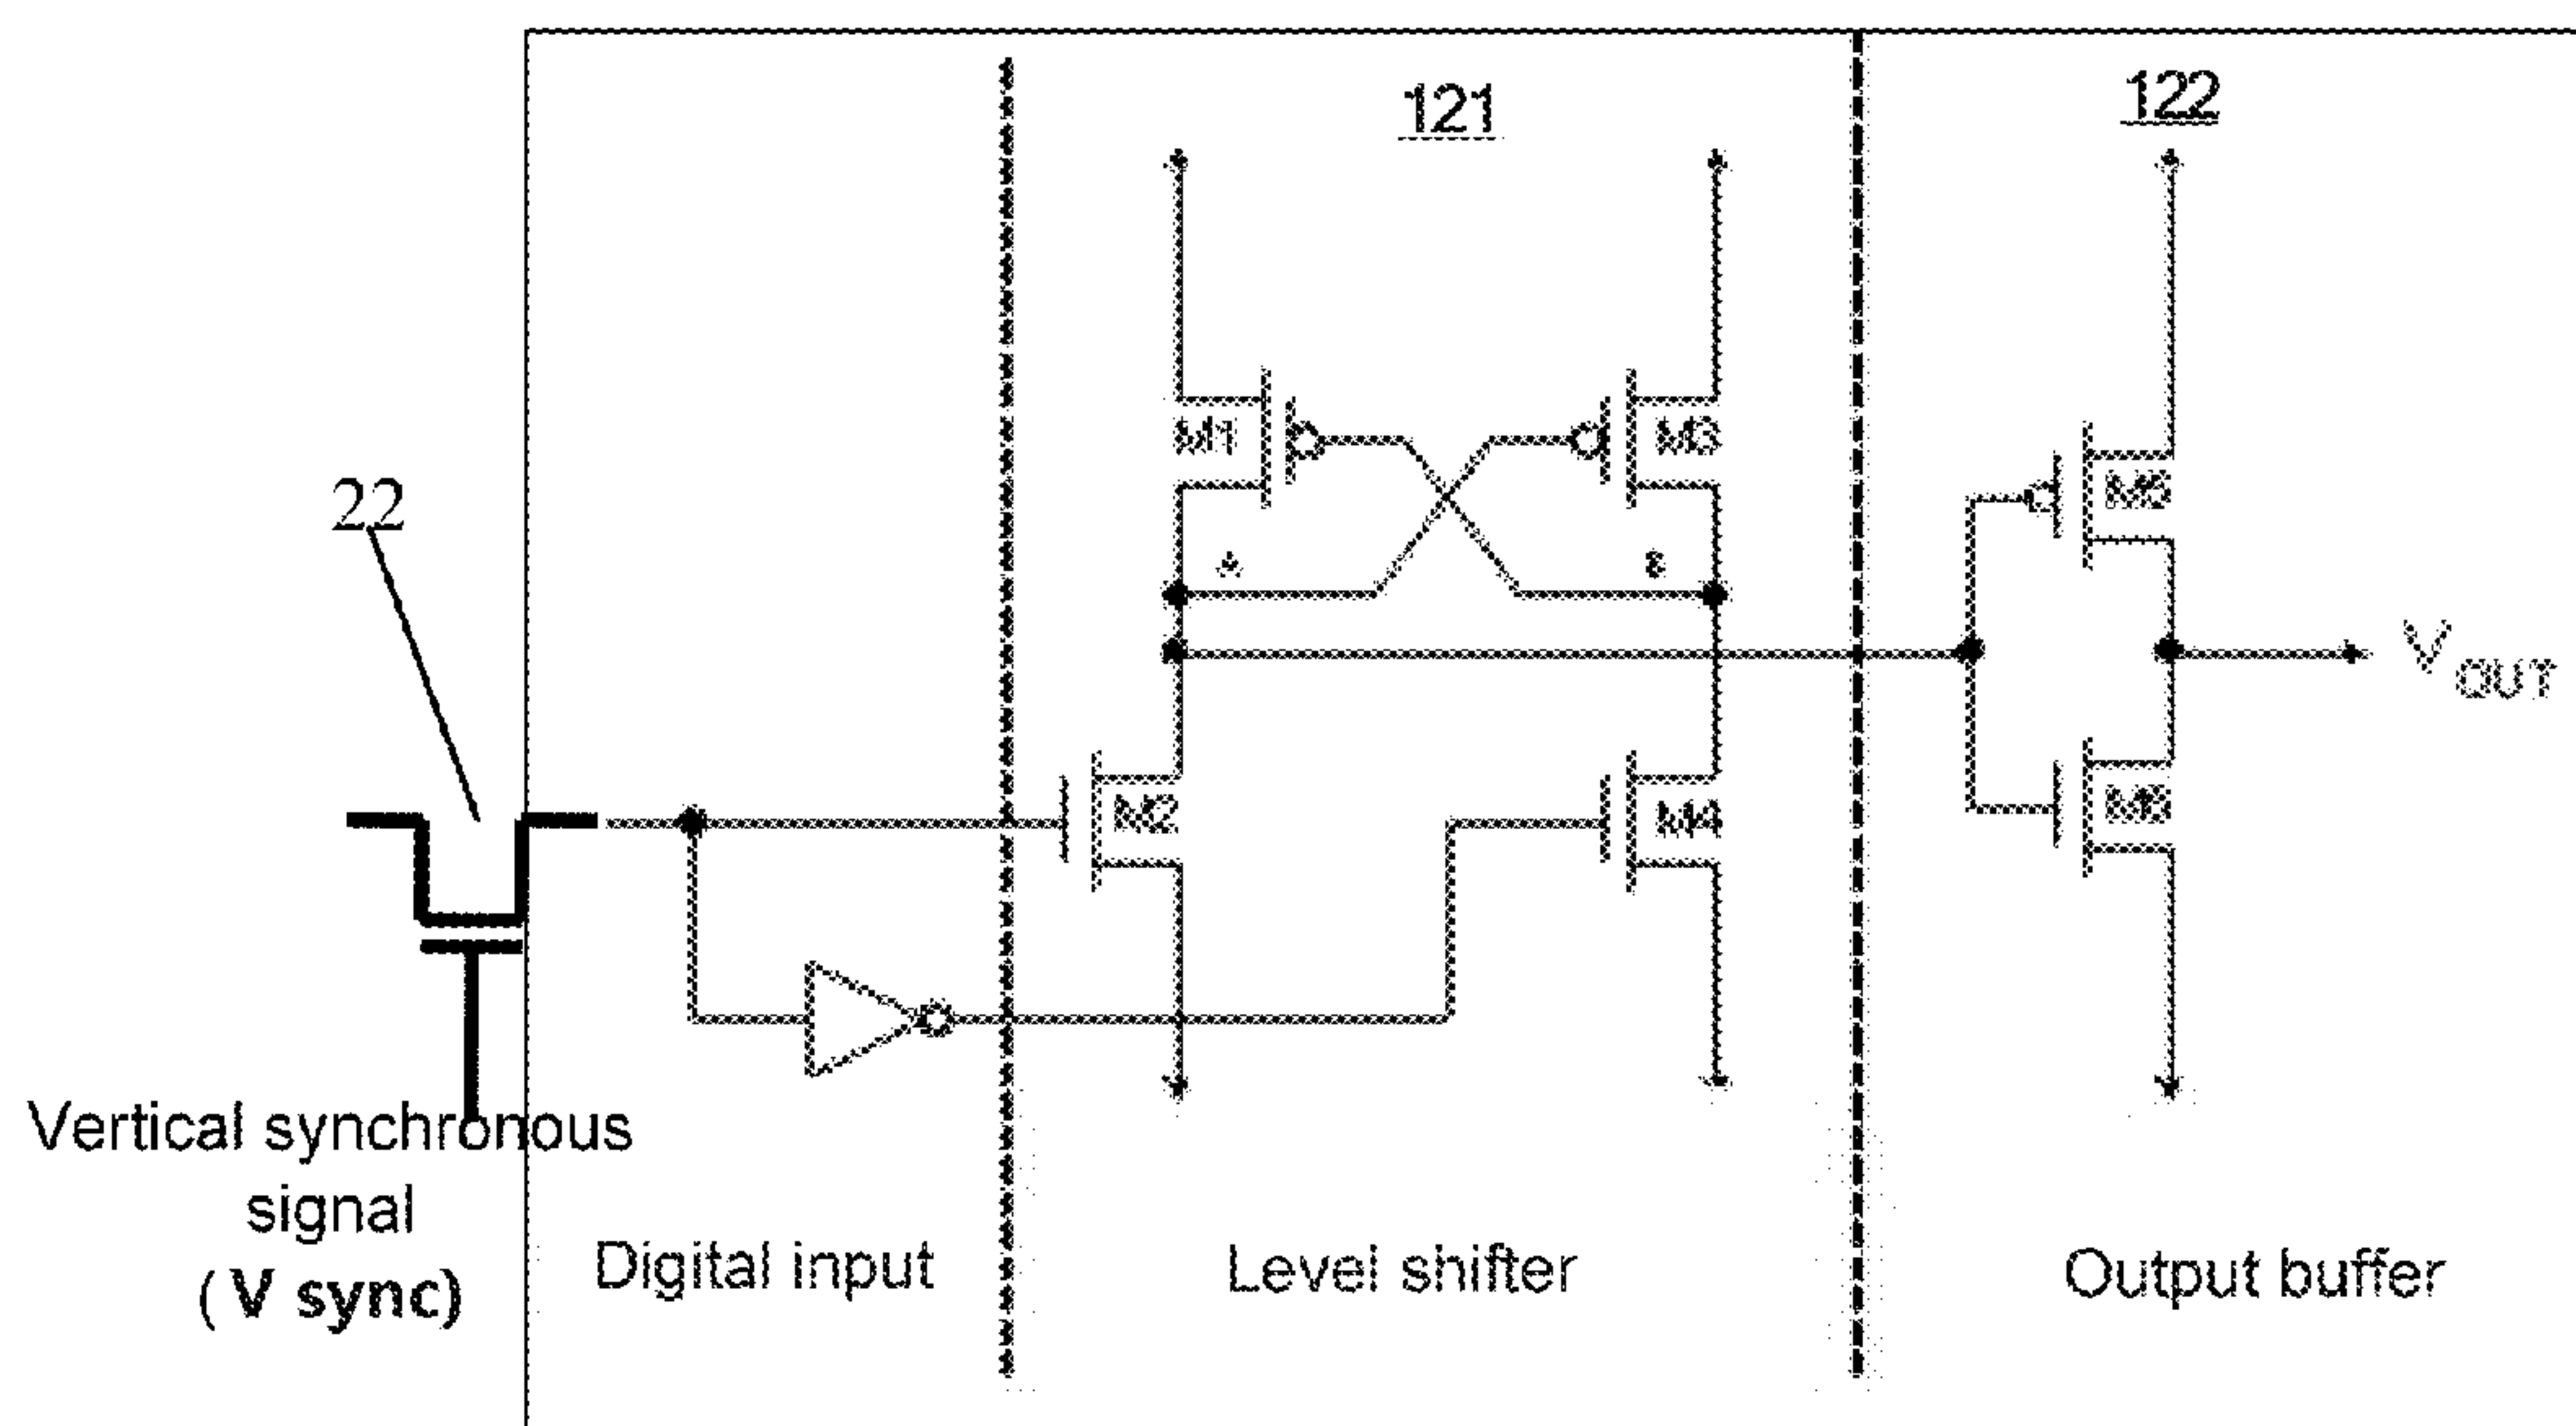 121
122
M1
M3
M5
22
A
V OUT
M2
M4
M6
Vertical synchronous
signal
( V sync)
Digital input
Level shifter
Output buffer